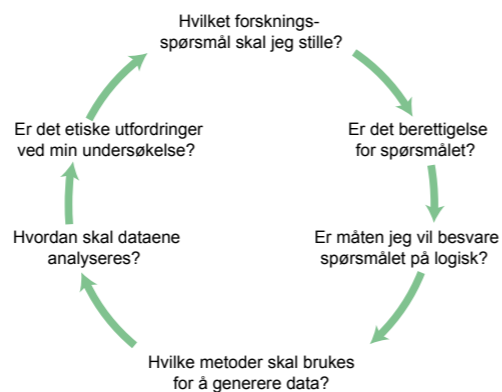 Hvilket forsknings-
spørsmål skal jeg stille?
Er det berettigelse
for spørsmålet?
Er måten jeg vil besvare
spørsmålet på logisk?
Hvilke metoder skal brukes
for å generere data?
Hvordan skal dataene
analyseres?
Er det etiske utfordringer
ved min undersøkelse?